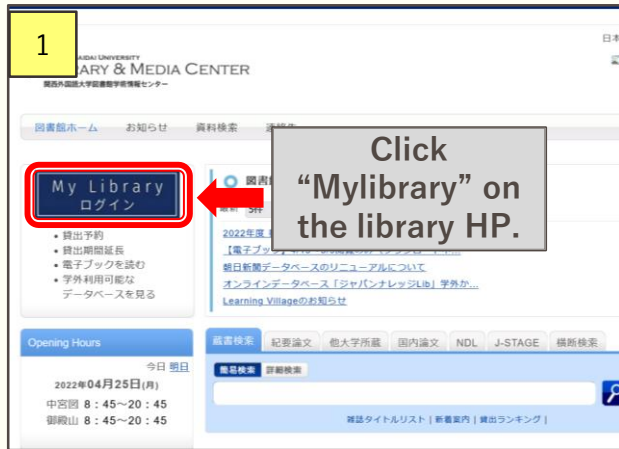 1
ARY & MEDIA CENTER
関西外国語大学図書館学術情報センター
図書館ホーム お知らせ 資料検索
Click
“Mylibrary” on
the library HP.
My Library
ログイン
• 貸出予約
• 貸出期間延長
• 電子ブックを読む
• 学外利用可能な
データベースを見る
2022年度
朝日新聞データベースのリニューアルについて
オンラインデータベース「ジャパンナレッジLib」学外か...
Learning Villageのお知らせ
Opening Hours
今日 明日
2022年04月25日(月)
中宮図 8：45～20：45
御殿山 8：45～20：45
蔵書検索 紀要論文 他大学所蔵 国内論文 NDL J-STAGE 横断検索
簡易検索 詳細検索
雑誌タイトルリスト | 新着案内 | 貸出ランキング |